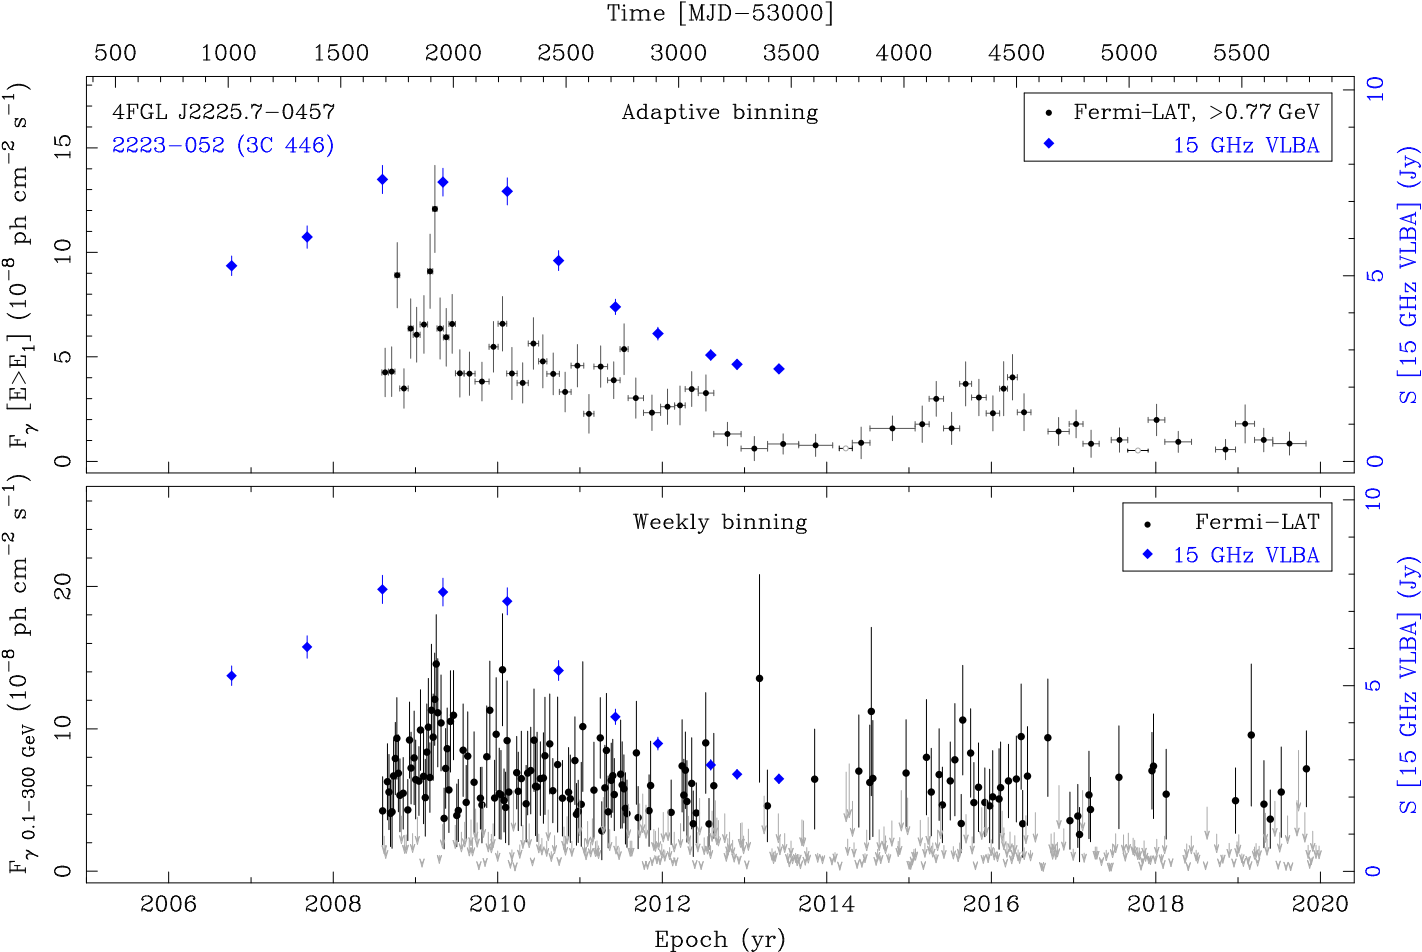 Time [MJD−53000]
500 1000 1500 2000 2500 3000 3500 4000 4500 5000 5500
4FGL J2225.7−0457
2223−052 (3C 446)
Adaptive binning
Fermi−LAT, >0.77 GeV
15 GHz VLBA
F_γ [E>E_1] (10^−8 ph cm^−2 s^−1)
15
10
5
0
S [15 GHz VLBA] (Jy)
10
5
0
Weekly binning
Fermi−LAT
15 GHz VLBA
F_γ 0.1−300 GeV (10^−8 ph cm^−2 s^−1)
20
10
0
S [15 GHz VLBA] (Jy)
10
5
0
2006 2008 2010 2012 2014 2016 2018 2020
Epoch (yr)